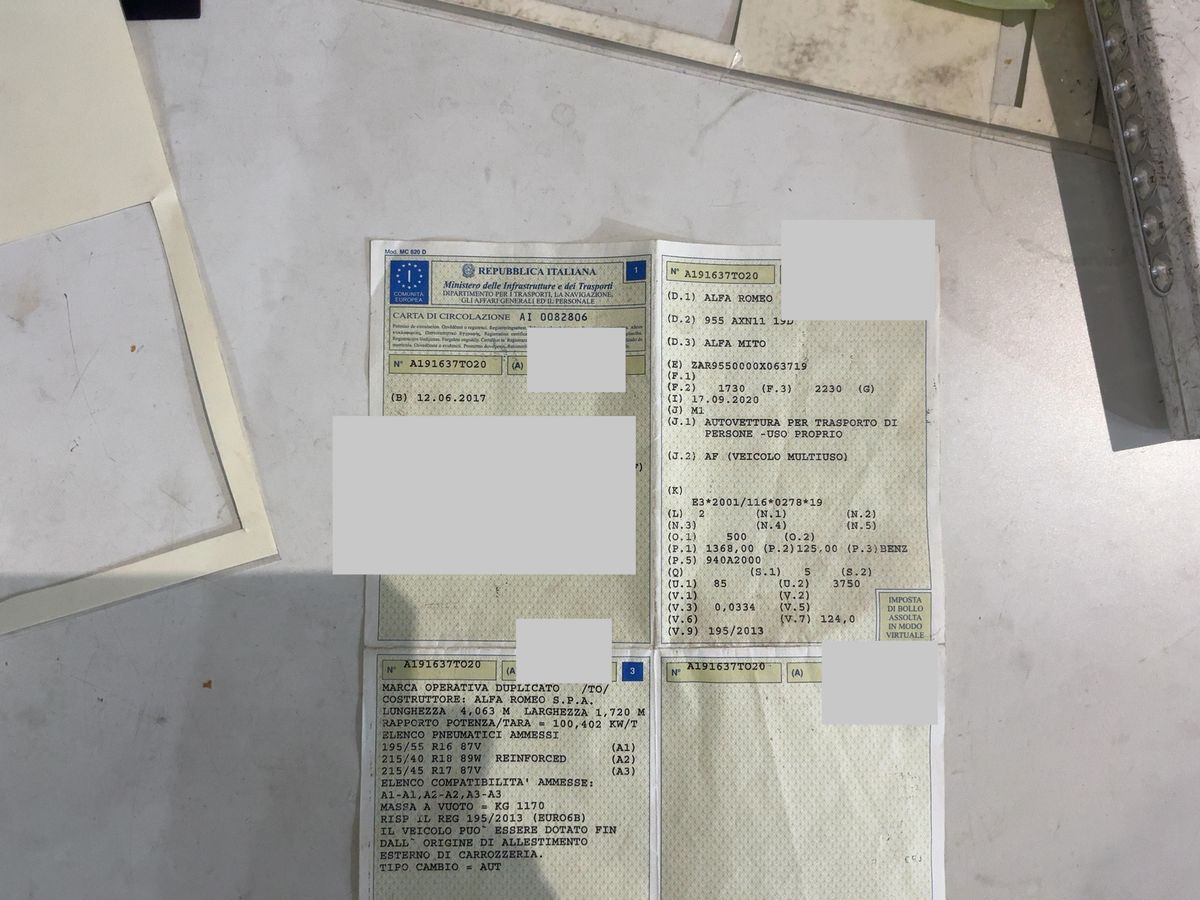 Mod. MC 820 D
COMUNITÀ
EUROPEA
REPUBBLICA ITALIANA
1
Ministero delle Infrastrutture e dei Trasporti
DIPARTIMENTO PER I TRASPORTI, LA NAVIGAZIONE,
GLI AFFARI GENERALI ED IL PERSONALE
CARTA DI CIRCOLAZIONE AI 0082806
N° A191637TO20 (A)
(B) 12.06.2017
N° A191637TO20
(D.1) ALFA ROMEO
(D.2) 955 AXN11 19D
(D.3) ALFA MITO
(E) ZAR9550000X063719
(F.1)
(F.2) 1730 (F.3) 2230 (G)
(I) 17.09.2020
(J) M1
(J.1) AUTOVETTURA PER TRASPORTO DI
PERSONE -USO PROPRIO
(J.2) AF (VEICOLO MULTIUSO)
(K)
E3*2001/116*0278*19
(L) 2 (N.1) (N.2)
(N.3) (N.4) (N.5)
(O.1) 500 (O.2)
(P.1) 1368,00 (P.2)125,00 (P.3)BENZ
(P.5) 940A2000
(Q) (S.1) 5 (S.2)
(U.1) 85 (U.2) 3750
(V.1) (V.2)
(V.3) 0,0334 (V.5)
(V.6) (V.7) 124,0
(V.9) 195/2013
IMPOSTA
DI BOLLO
ASSOLTA
IN MODO
VIRTUALE
N° A191637TO20 (A 3
MARCA OPERATIVA DUPLICATO /TO/
COSTRUTTORE: ALFA ROMEO S.P.A.
LUNGHEZZA 4,063 M LARGHEZZA 1,720 M
RAPPORTO POTENZA/TARA = 100,402 KW/T
ELENCO PNEUMATICI AMMESSI
195/55 R16 87V (A1)
215/40 R18 89W REINFORCED (A2)
215/45 R17 87V (A3)
ELENCO COMPATIBILITA' AMMESSE:
A1-A1,A2-A2,A3-A3
MASSA A VUOTO = KG 1170
RISP IL REG 195/2013 (EURO6B)
IL VEICOLO PUO` ESSERE DOTATO FIN
DALL` ORIGINE DI ALLESTIMENTO
ESTERNO DI CARROZZERIA.
TIPO CAMBIO = AUT
N° A191637TO20 (A)